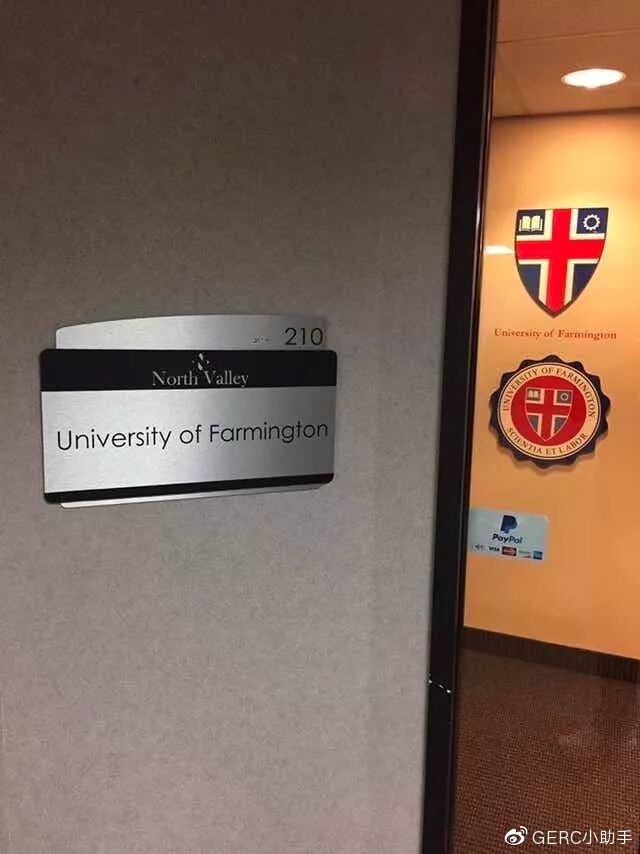 210
North Valley
University of Farmington
University of Farmington
UNIVERSITY OF FARMINGTON
SCIENTIA ET LABOR
PayPal
VISA
GERC小助手